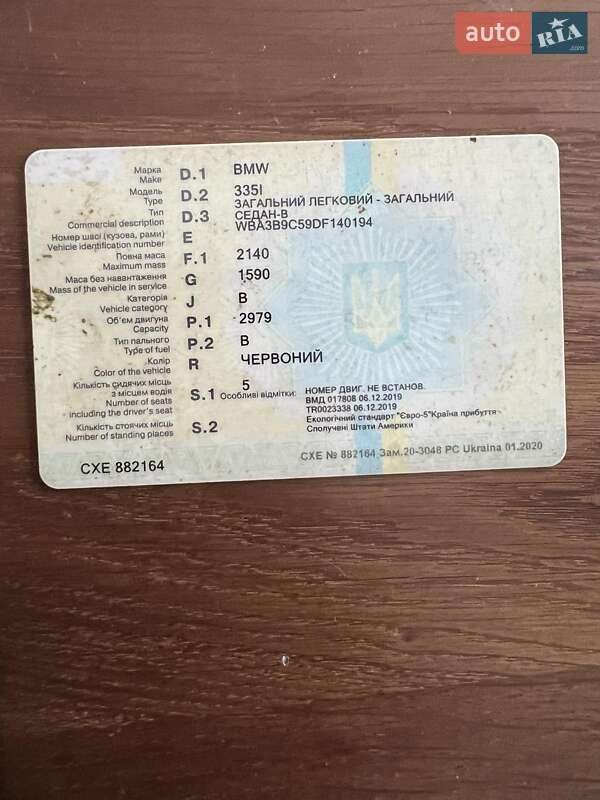 auto RIA.com
Марка D.1 BMW
Make
Модель D.2 335I
Type ЗАГАЛЬНИЙ ЛЕГКОВИЙ - ЗАГАЛЬНИЙ
Тип D.3 СЕДАН-В
Commercial description WBA3B9C59DF140194
Номер шасі (кузова, рами) E
Vehicle identification number
Повна маса F.1 2140
Maximum mass
Маса без навантаження G 1590
Mass of the vehicle in service
Категорія J B
Vehicle category
Об'єм двигуна P.1 2979
Capacity
Тип пального P.2 B
Type of fuel
Колір R ЧЕРВОНИЙ
Color of the vehicle
Кількість сидячих місць 5
з місцем водія S.1 Особливі відмітки: НОМЕР ДВИГ. НЕ ВСТАНОВ.
Number of seats ВМД 017808 06.12.2019
including the driver's seat TR0023338 06.12.2019
Екологічний стандарт "Євро-5"Країна прибуття -
Кількість стоячих місць S.2 Сполучені Штати Америки
Number of standing places
CXE 882164 CXE № 882164 Зам.20-3048 PC Ukraina 01.2020